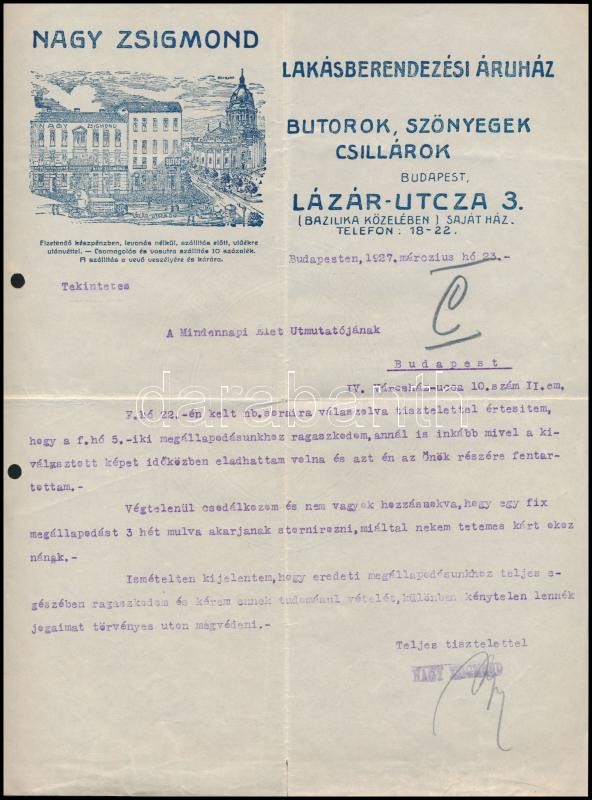 NAGY ZSIGMOND
LAKÁSBERENDEZÉSI ÁRUHÁZ
BUTOROK, SZÖNYEGEK
CSILLÁROK
BUDAPEST,
LÁZÁR-UTCZA 3.
(BAZILIKA KÖZELÉBEN) SAJÁT HÁZ.
TELEFON: 18-22.
NAGY ZSIGMOND
Fizetendő készpénzben, levonás nélkül, szállítás előtt, vidékre
utánvéttel. — Csomagolás és vasutra szállítás 10 százalék.
A szállítás a vevő veszélyére és kárára.
Budapesten, 1927. március hó 23.-
Tekintetes
A Mindennapi Élet Utmutatójának
Budapest
IV. Városház-ucca 10.szám II.em.
F.hó 22.-én kelt nb.soraira válaszolva tisztelettel értesitem,
hogy a f.hó 5.-iki megállapodásunkhoz ragaszkodom, annál is inkább mivel a ki-
választott képet időközben eladhattam volna és azt én az Önök részére fentar-
tottam.-
Végtelenül csodálkozom és nem vagyok hozzászokva, hogy egy fix
megállapodást 3 hét mulva akarjanak stornirozni, miáltal nekem tetemes kárt okoz
nának.-
Ismételten kijelentem, hogy eredeti megállapodásunkhoz teljes e-
gészében ragaszkodom és kérem ennek tudomásul vételét, különben kénytelen lennék
jogaimat törvényes uton megvédeni.-
Teljes tisztelettel
NAGY ZSIGMOND
darabanth